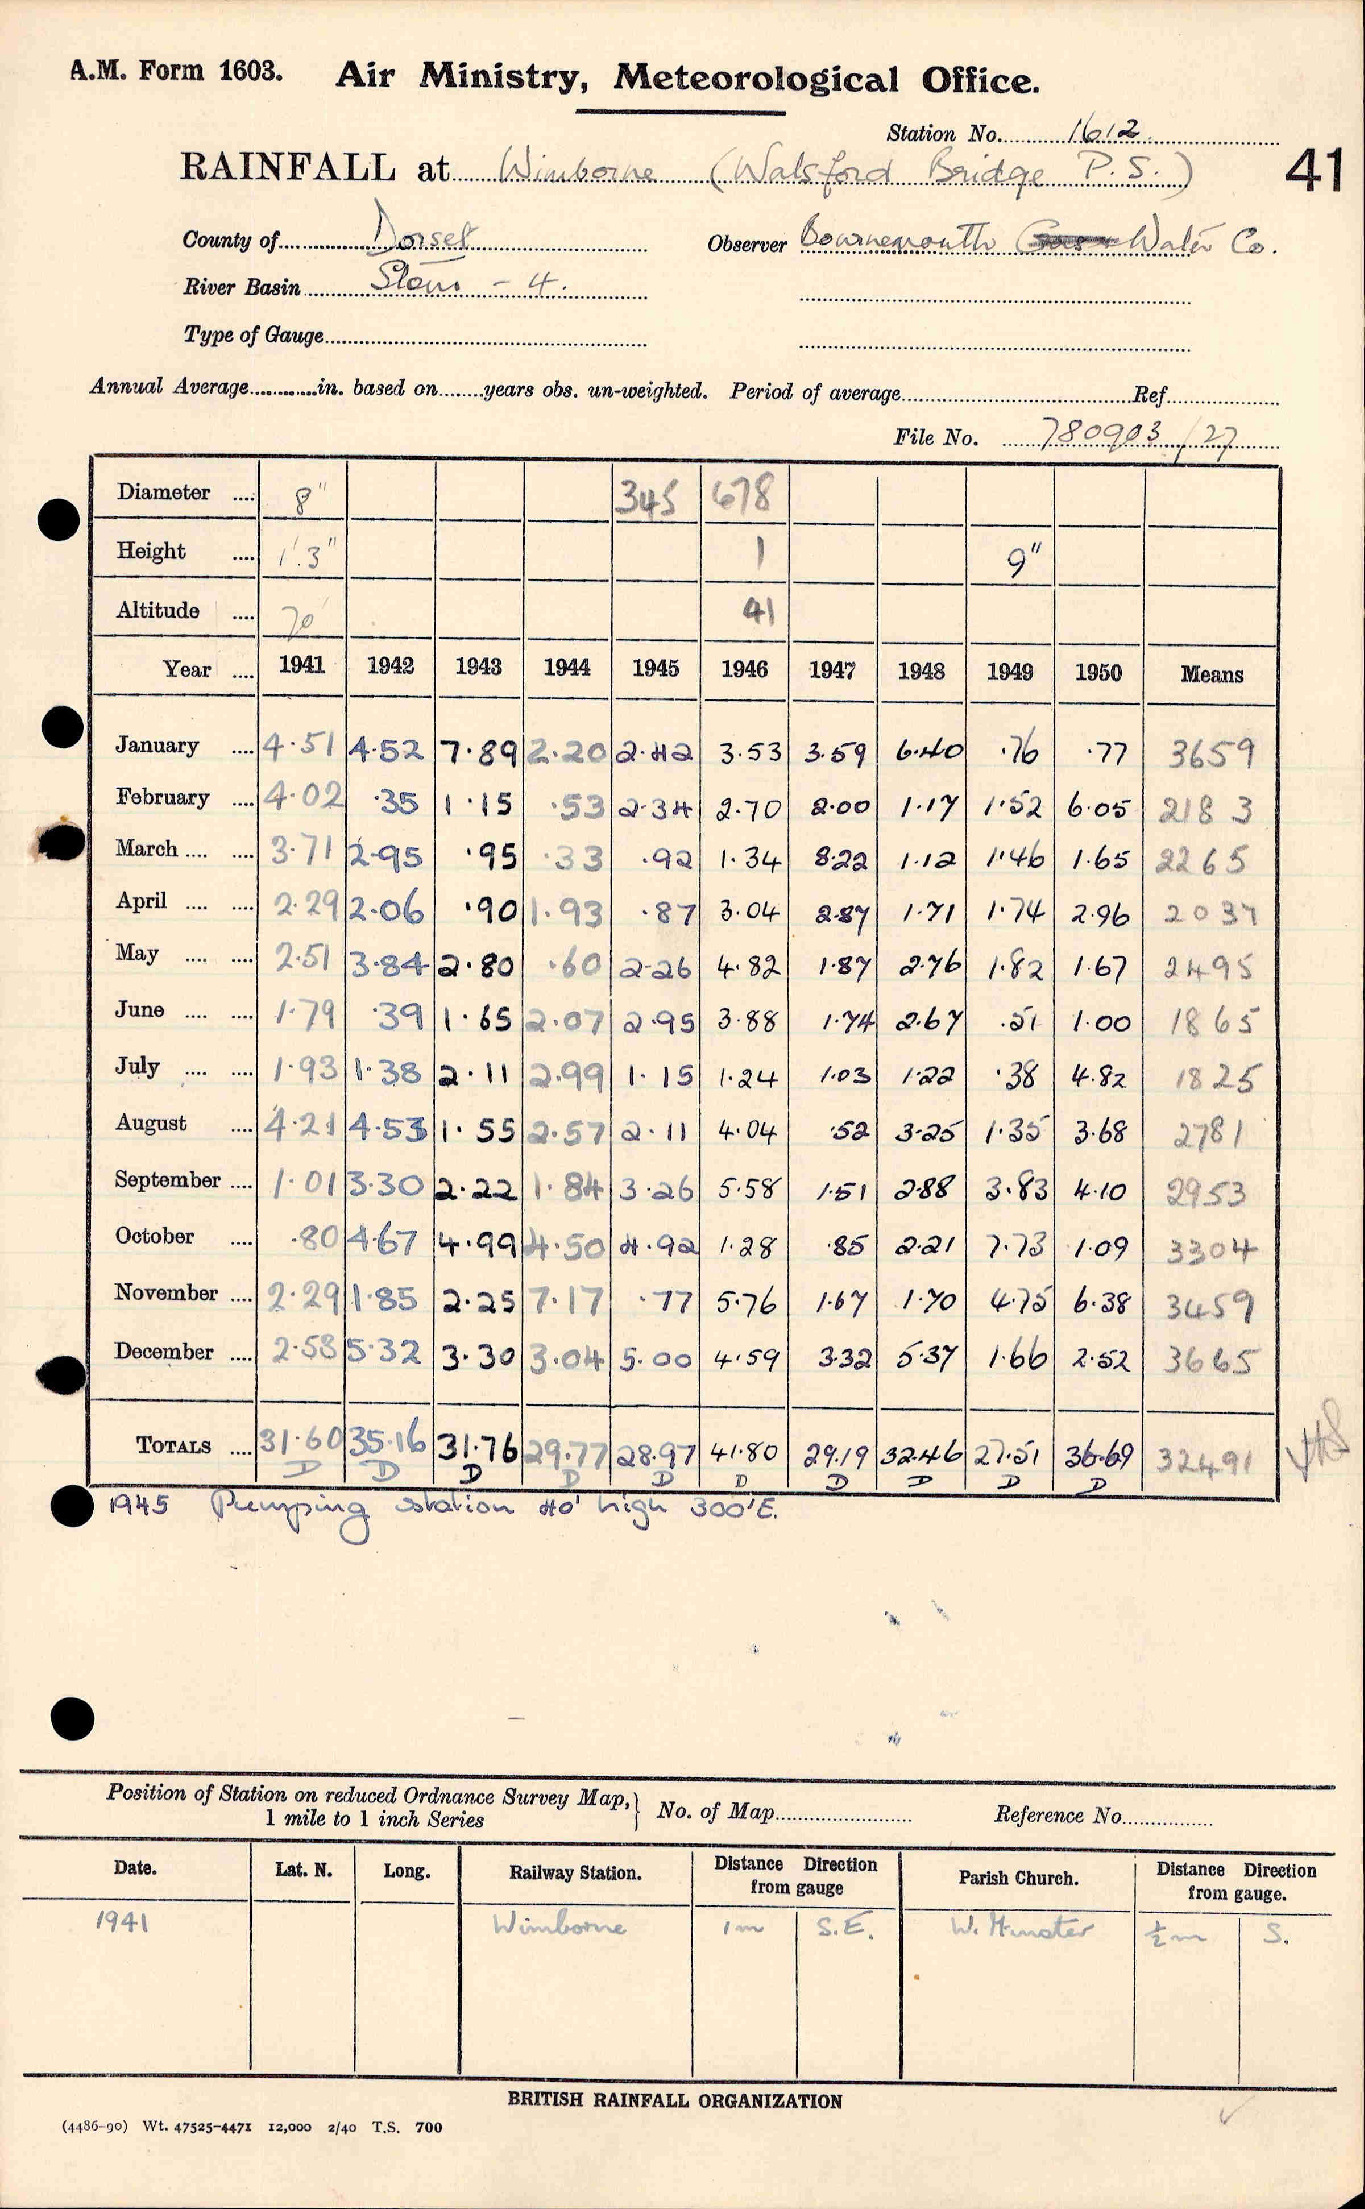 A.M. Form 1603. Air Ministry, Meteorological Office.
Station No. 1612
RAINFALL at Wimborne (Walsford Bridge P.S.) 41
County of Dorset Observer Bournemouth Water Co.
River Basin Stour - 4.
Type of Gauge
Annual Average in. based on years obs. un-weighted. Period of average Ref
File No. 780903/27
Diameter 8" 345 678
Height 1'.3" 1 9"
Altitude 70' 41
Year 1941 1942 1943 1944 1945 1946 1947 1948 1949 1950 Means
January 4.51 4.52 7.89 2.20 2.42 3.53 3.59 6.40 .76 .77 3659
February 4.02 .35 1.15 .53 2.34 2.70 2.00 1.17 1.52 6.05 2183
March 3.71 2.95 .95 .33 .92 1.34 8.22 1.12 1.46 1.65 2265
April 2.29 2.06 .90 1.93 .87 3.04 2.87 1.71 1.74 2.96 2037
May 2.51 3.84 2.80 .60 2.26 4.82 1.87 2.76 1.82 1.67 2495
June 1.79 .39 1.65 2.07 2.95 3.88 1.74 2.67 .51 1.00 1865
July 1.93 1.38 2.11 2.99 1.15 1.24 1.03 1.22 .38 4.82 1825
August 4.21 4.53 1.55 2.57 2.11 4.04 .52 3.25 1.35 3.68 2781
September 1.01 3.30 2.22 1.84 3.26 5.58 1.51 2.88 3.83 4.10 2953
October .80 4.67 4.99 4.50 4.92 1.28 .85 2.21 7.73 1.09 3304
November 2.29 1.85 2.25 7.17 .77 5.76 1.67 1.70 4.75 6.38 3459
December 2.53 5.32 3.30 3.04 5.00 4.59 3.32 5.37 1.66 2.52 3665
TOTALS 31.60 35.16 31.76 29.77 28.97 41.80 29.19 32.46 27.51 36.69 32491
D D D D D D D D D D
1945 Pumping station 40' high 300'E.
Position of Station on reduced Ordnance Survey Map, No. of Map Reference No.
1 mile to 1 inch Series
Date. Lat. N. Long. Railway Station. Distance Direction from gauge Parish Church. Distance Direction from gauge.
1941 Wimborne 1m S.E. W. Minster ½m S.
BRITISH RAINFALL ORGANIZATION
(4486-90) Wt. 47525-4471 12,000 2/40 T.S. 700